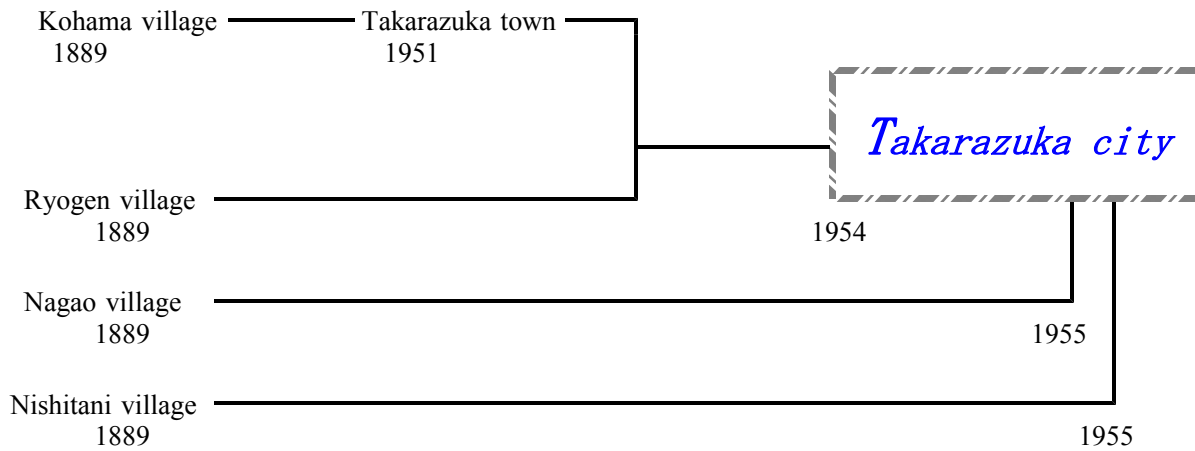 Kohama village
1889
Takarazuka town
1951
Takarazuka city
Ryogen village
1889
1954
Nagao village
1889
1955
Nishitani village
1889
1955